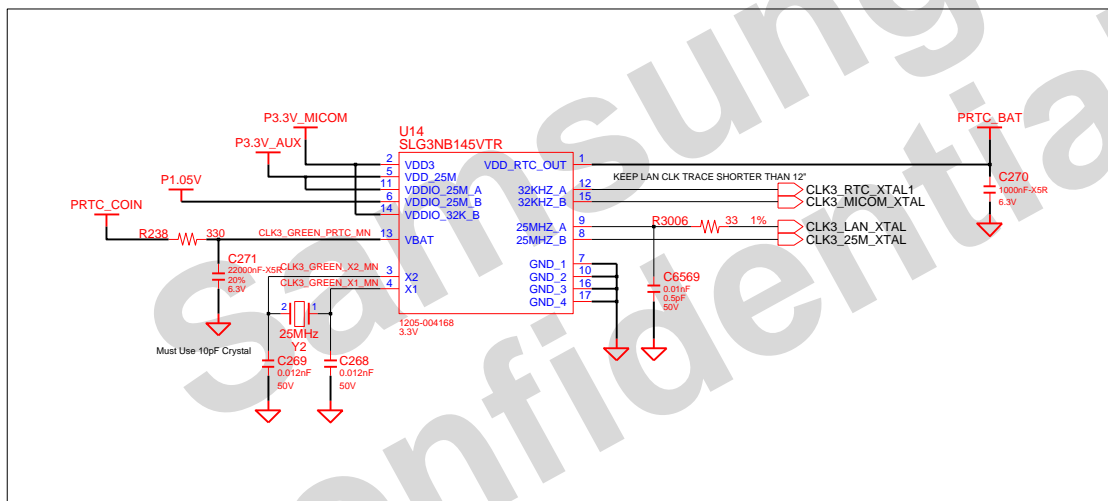 Samsung
Confidential
P3.3V_MICOM
P3.3V_AUX
P1.05V
PRTC_COIN
R238 330
CLK3_GREEN_PRTC_MN
C271
22000nF-X5R
20%
6.3V
CLK3_GREEN_X2_MN
CLK3_GREEN_X1_MN
2 1
25MHz
Y2
Must Use 10pF Crystal
C269
0.012nF
50V
C268
0.012nF
50V
U14
SLG3NB145VTR
2 VDD3
5 VDD_25M
11 VDDIO_25M_A
6 VDDIO_25M_B
14 VDDIO_32K_B
13 VBAT
3 X2
4 X1
VDD_RTC_OUT 1
32KHZ_A 12
32KHZ_B 15
25MHZ_A 9
25MHZ_B 8
GND_1 7
GND_2 10
GND_3 16
GND_4 17
1205-004168
3.3V
KEEP LAN CLK TRACE SHORTER THAN 12"
CLK3_RTC_XTAL1
CLK3_MICOM_XTAL
R3006 33 1%
CLK3_LAN_XTAL
CLK3_25M_XTAL
C6569
0.01nF
0.5pF
50V
PRTC_BAT
C270
1000nF-X5R
6.3V